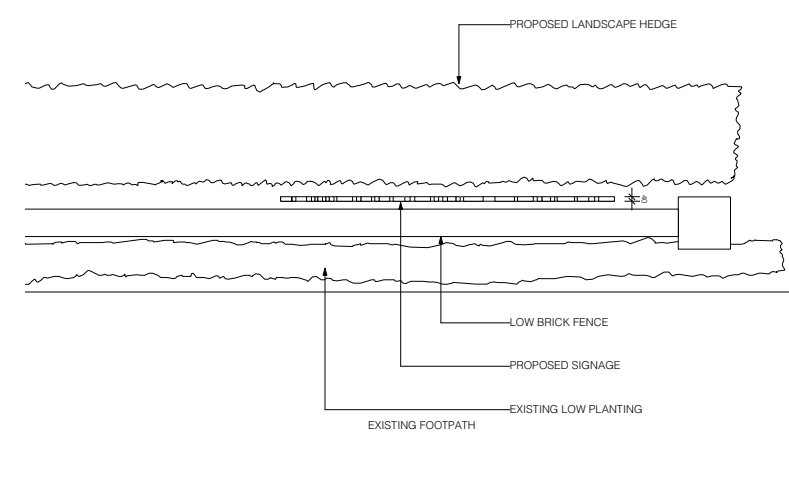 PROPOSED LANDSCAPE HEDGE
LOW BRICK FENCE
PROPOSED SIGNAGE
EXISTING LOW PLANTING
EXISTING FOOTPATH